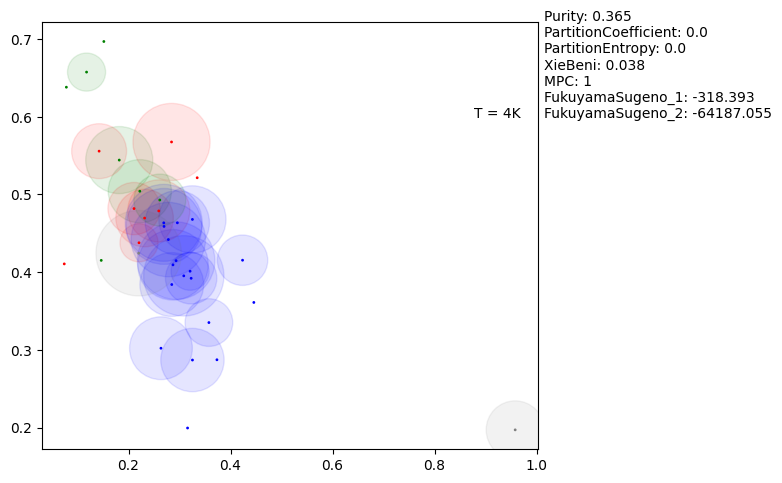 Purity: 0.365
PartitionCoefficient: 0.0
PartitionEntropy: 0.0
XieBeni: 0.038
MPC: 1
FukuyamaSugeno_1: -318.393
FukuyamaSugeno_2: -64187.055
T = 4K
0.7
0.6
0.5
0.4
0.3
0.2
0.2 0.4 0.6 0.8 1.0